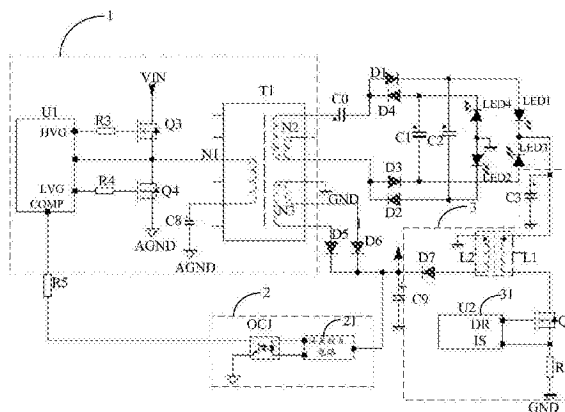 1
VIN
T1
U1
HVG
R3
Q3
N1
N2
LVG
R4
Q4
COMP
AGND
C8
AGND
N3
GND
C0
D1
D4
C1
C2
LED4
LED1
D3
D2
LED2
LED3
C3
3
D5
D6
D7
L2
L1
C9
U2
31
DR
IS
Q
R
GND
R5
2
OC1
21